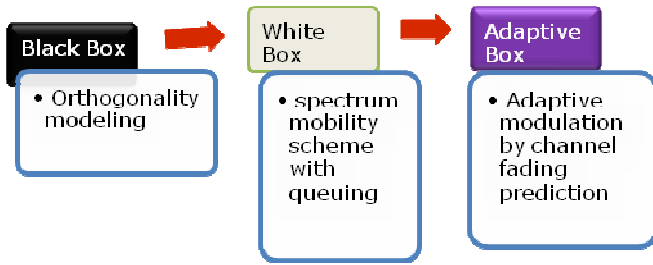 Black Box
• Orthogonality
modeling
White
Box
• spectrum
mobility
scheme
with
queuing
Adaptive
Box
• Adaptive
modulation
by channel
fading
prediction